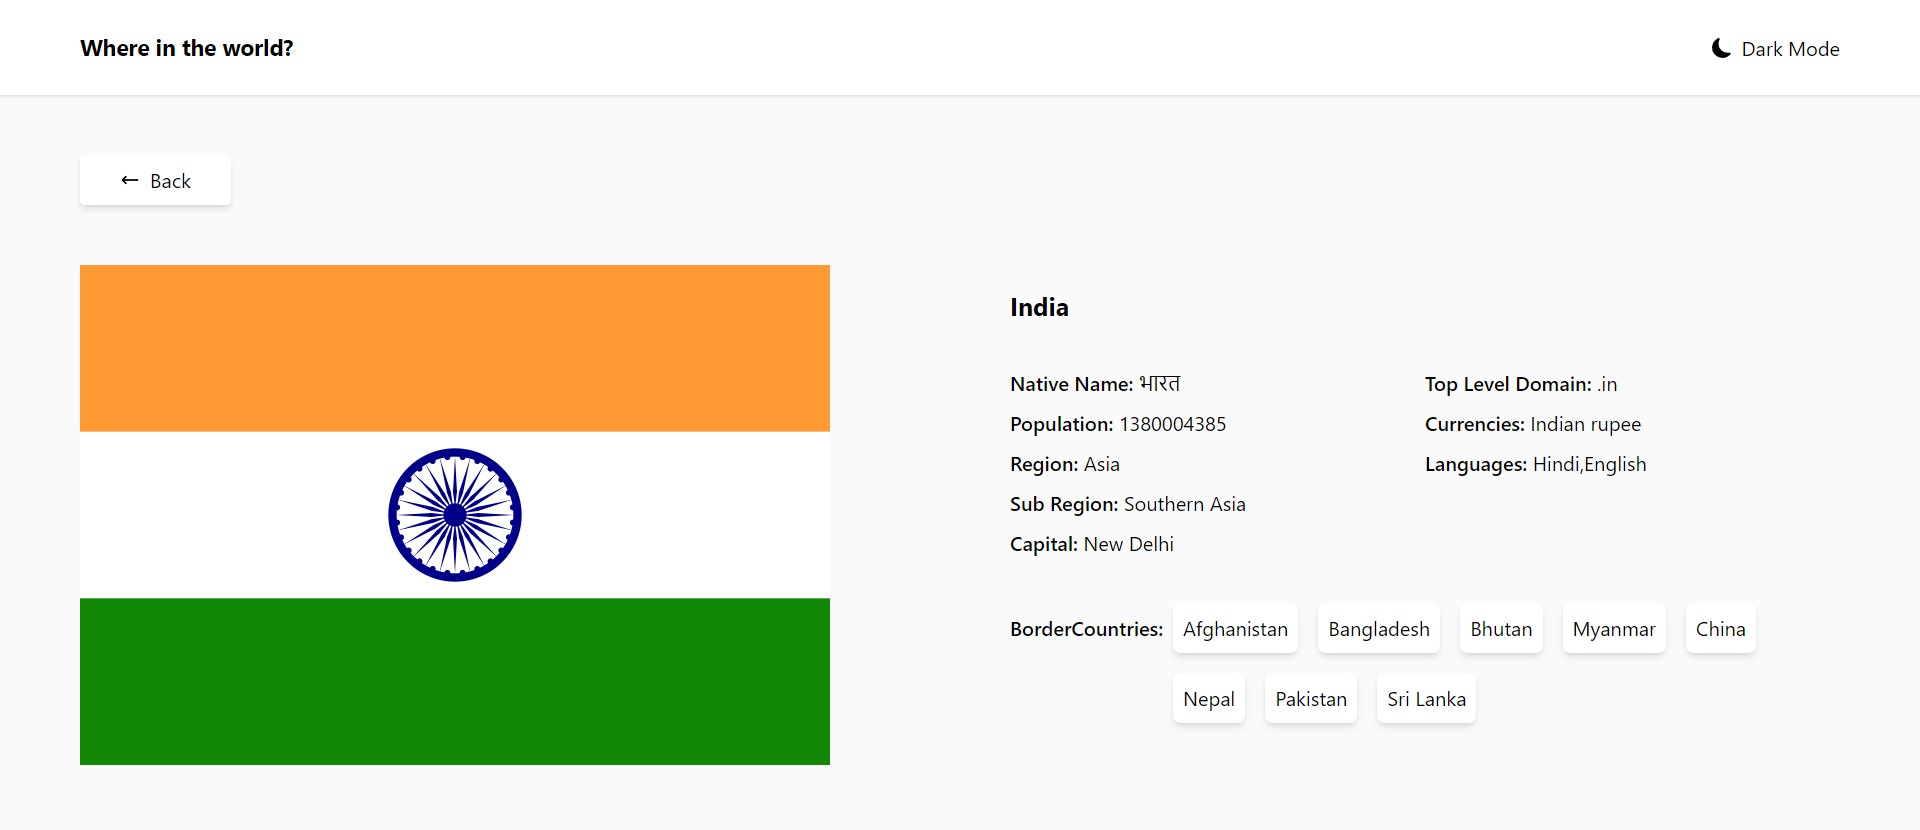 Where in the world?
Dark Mode
← Back
India
Native Name: भारत
Population: 1380004385
Region: Asia
Sub Region: Southern Asia
Capital: New Delhi
Top Level Domain: .in
Currencies: Indian rupee
Languages: Hindi,English
BorderCountries: Afghanistan Bangladesh Bhutan Myanmar China
Nepal Pakistan Sri Lanka